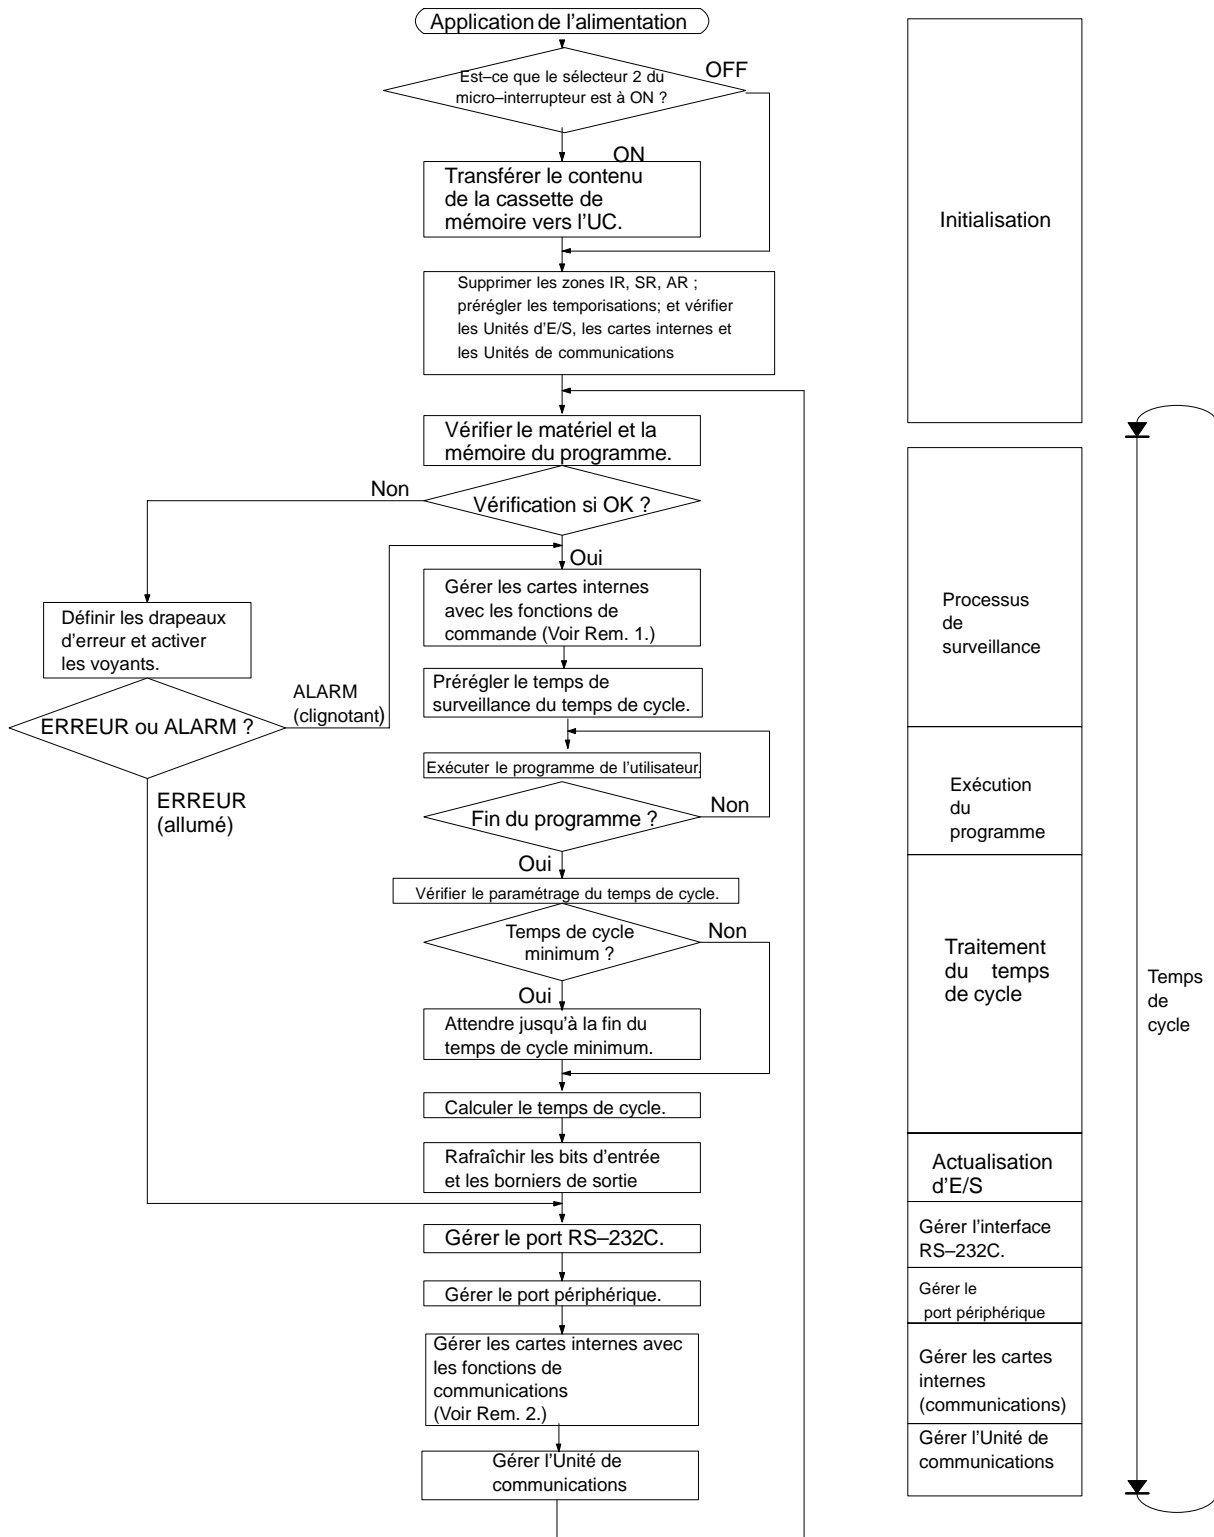 Application de l’alimentation
Est–ce que le sélecteur 2 du
micro–interrupteur est à ON ?
OFF
ON
Transférer le contenu
de la cassette de
mémoire vers l’UC.
Supprimer les zones IR, SR, AR ;
prérégler les temporisations; et vérifier
les Unités d’E/S, les cartes internes et
les Unités de communications
Vérifier le matériel et la
mémoire du programme.
Non
Vérification si OK ?
Oui
Gérer les cartes internes
avec les fonctions de
commande (Voir Rem. 1.)
Définir les drapeaux
d’erreur et activer
les voyants.
ERREUR ou ALARM ?
ALARM
(clignotant)
ERREUR
(allumé)
Prérégler le temps de
surveillance du temps de cycle.
Exécuter le programme de l’utilisateur.
Fin du programme ?
Non
Oui
Vérifier le paramétrage du temps de cycle.
Temps de cycle
minimum ?
Non
Oui
Attendre jusqu’à la fin du
temps de cycle minimum.
Calculer le temps de cycle.
Rafraîchir les bits d’entrée
et les borniers de sortie
Gérer le port RS–232C.
Gérer le port périphérique.
Gérer les cartes internes avec
les fonctions de
communications
(Voir Rem. 2.)
Gérer l’Unité de
communications
Initialisation
Processus
de
surveillance
Exécution
du
programme
Traitement
du temps
de cycle
Actualisation
d’E/S
Gérer l’interface
RS–232C.
Gérer le
port périphérique
Gérer les cartes
internes
(communications)
Gérer l’Unité de
communications
Temps
de
cycle